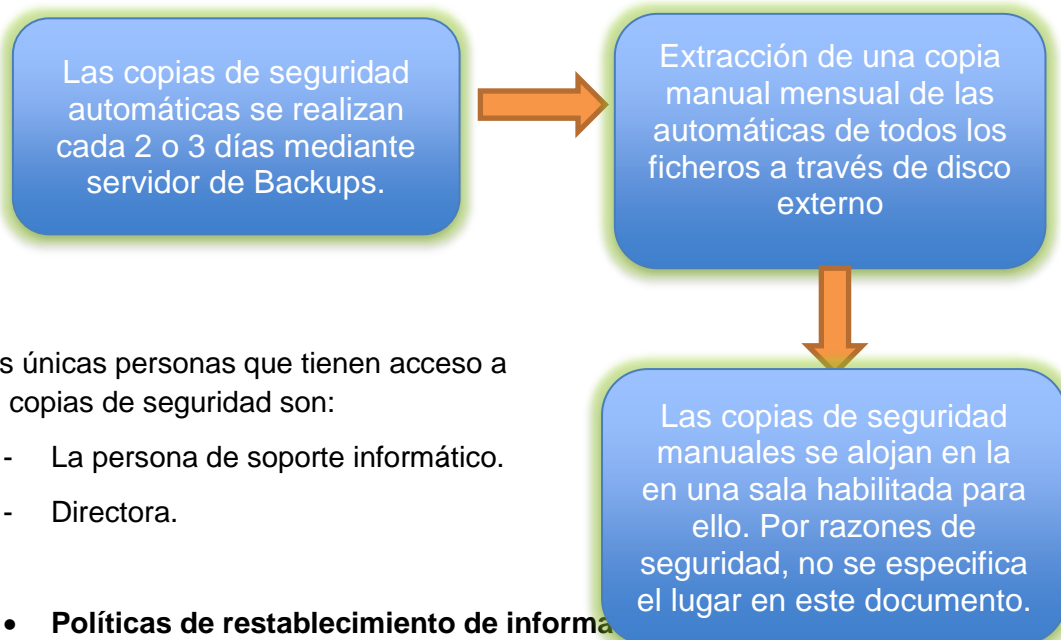 Las copias de seguridad
automáticas se realizan
cada 2 o 3 días mediante
servidor de Backups.
Extracción de una copia
manual mensual de las
automáticas de todos los
ficheros a través de disco
externo
s únicas personas que tienen acceso a
copias de seguridad son:
- La persona de soporte informático.
- Directora.
Las copias de seguridad
manuales se alojan en la
en una sala habilitada para
ello. Por razones de
seguridad, no se especifica
el lugar en este documento.
• Políticas de restablecimiento de informa